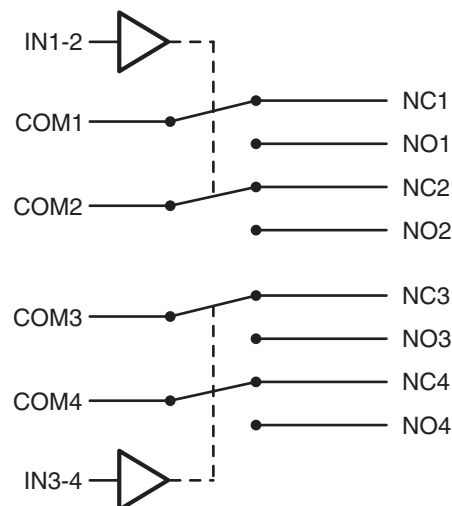 IN1-2
NC1
COM1
NO1
NC2
COM2
NO2
NC3
COM3
NO3
NC4
COM4
NO4
IN3-4